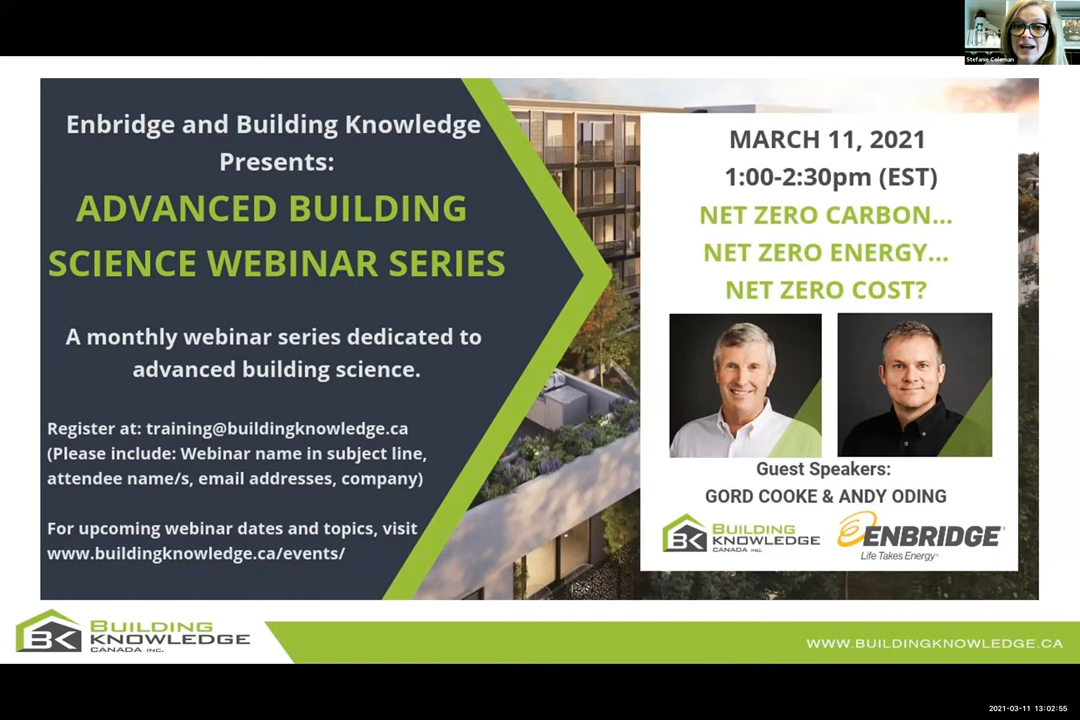 Stefanie Coleman
Enbridge and Building Knowledge
Presents:
ADVANCED BUILDING
SCIENCE WEBINAR SERIES
A monthly webinar series dedicated to
advanced building science.
Register at: training@buildingknowledge.ca
(Please include: Webinar name in subject line,
attendee name/s, email addresses, company)
For upcoming webinar dates and topics, visit
www.buildingknowledge.ca/events/
MARCH 11, 2021
1:00-2:30pm (EST)
NET ZERO CARBON...
NET ZERO ENERGY...
NET ZERO COST?
Guest Speakers:
GORD COOKE & ANDY ODING
BK
BUILDING
KNOWLEDGE
CANADA INC.
ENBRIDGE®
Life Takes Energy®
BK
BUILDING
KNOWLEDGE
CANADA INC.
WWW.BUILDINGKNOWLEDGE.CA
2021-03-11 13:02:55